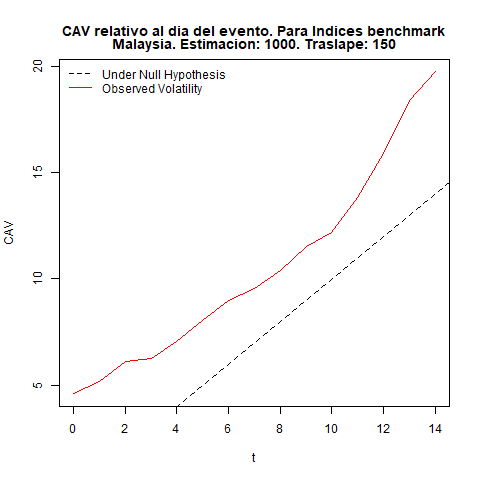 CAV relativo al dia del evento. Para Indices benchmark
Malaysia. Estimacion: 1000. Traslape: 150
Under Null Hypothesis
Observed Volatility
20
15
10
5
CAV
0 2 4 6 8 10 12 14
t